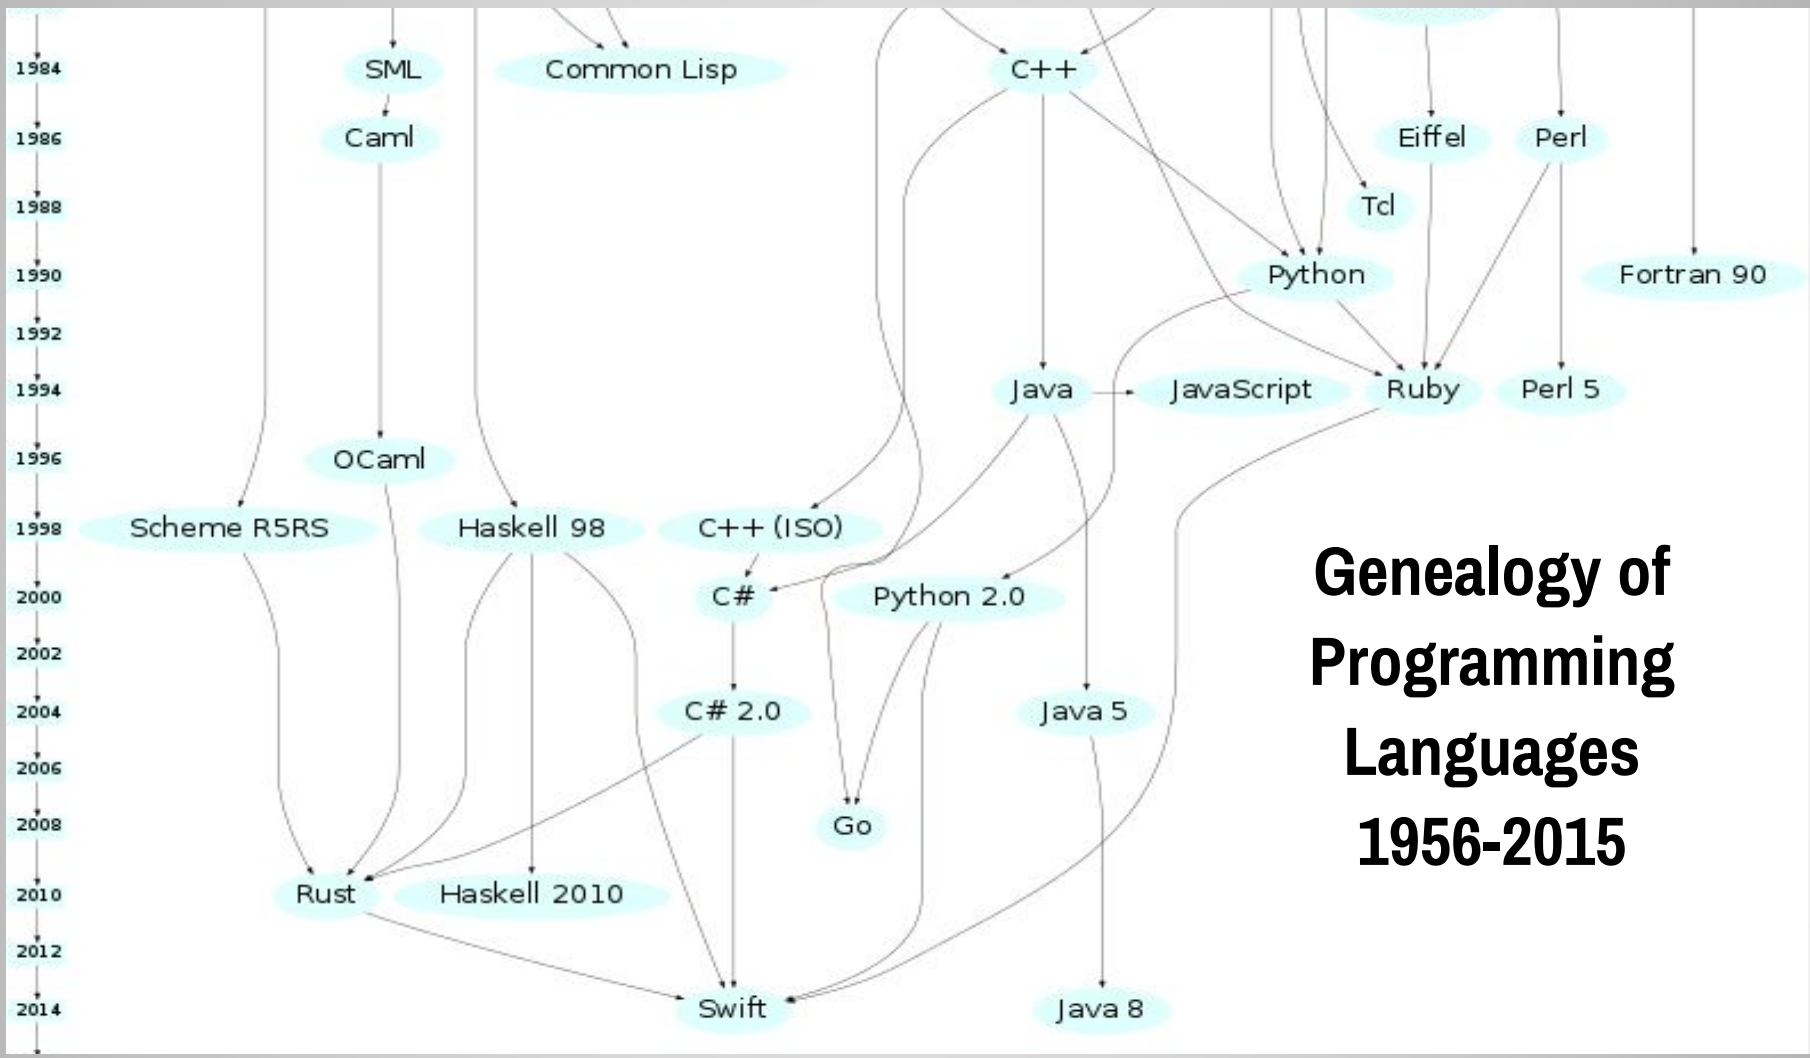 1984
SML
Common Lisp
C++
1986
Caml
Eiffel
Perl
1988
Tcl
1990
Python
Fortran 90
1992
1994
Java
JavaScript
Ruby
Perl 5
1996
OCaml
1998
Scheme R5RS
Haskell 98
C++ (ISO)
2000
C#
Python 2.0
2002
2004
C# 2.0
Java 5
2006
2008
Go
2010
Rust
Haskell 2010
2012
2014
Swift
Java 8
Genealogy of
Programming
Languages
1956-2015